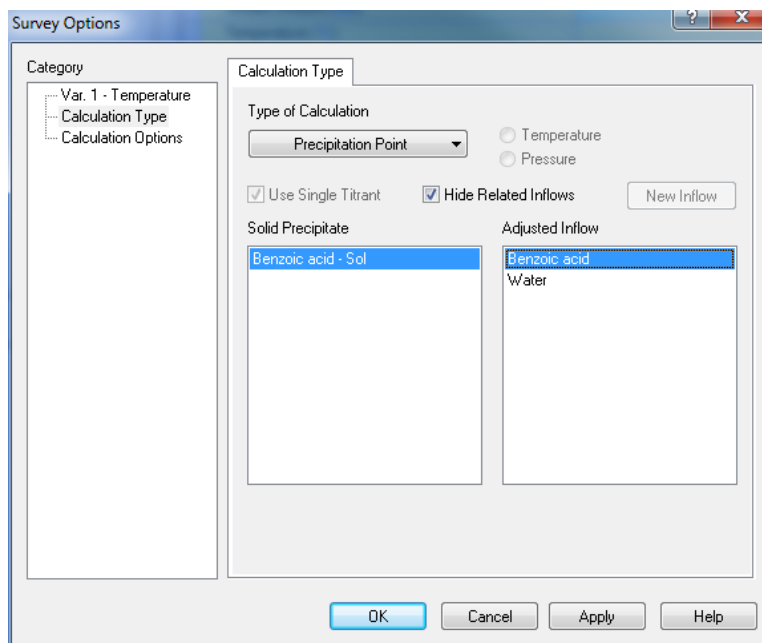 Survey Options
? X
Category
Var. 1 - Temperature
Calculation Type
Calculation Options
Calculation Type
Type of Calculation
Precipitation Point
Temperature
Pressure
Use Single Titrant
Hide Related Inflows
New Inflow
Solid Precipitate
Benzoic acid - Sol
Adjusted Inflow
Benzoic acid
Water
OK
Cancel
Apply
Help